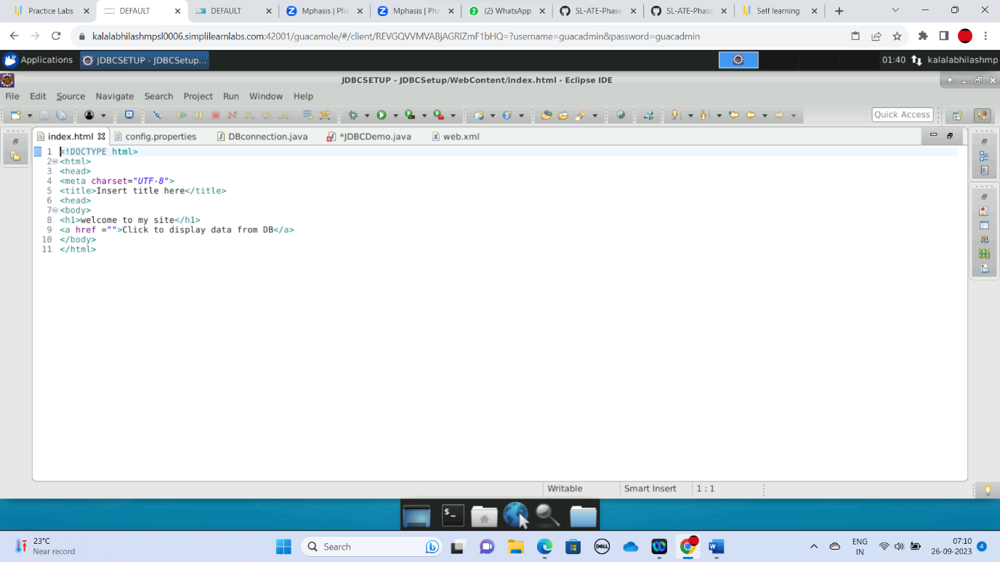 Practice Labs
DEFAULT
DEFAULT
Mphasis | Pha
Mphasis | Pha
(2) WhatsApp
SL-ATE-Phase
SL-ATE-Phase
Self learning
kalalabhilashmpsl0006.simplilearnlabs.com:42001/guacamole/#/client/REVGQVVMVABjAGRlZmF1bHQ=?username=guacadmin&password=guacadmin
Applications
JDBCSETUP - JDBCSetup...
01:40
kalalabhilashmp
JDBCSETUP - JDBCSetup/WebContent/index.html - Eclipse IDE
File Edit Source Navigate Search Project Run Window Help
Quick Access
index.html
config.properties
DBconnection.java
*JDBCDemo.java
web.xml
1 <!DOCTYPE html>
2 <html>
3 <head>
4 <meta charset="UTF-8">
5 <title>Insert title here</title>
6 <head>
7 <body>
8 <h1>welcome to my site</h1>
9 <a href ="">Click to display data from DB</a>
10 </body>
11 </html>
Writable
Smart Insert
1 : 1
23°C
Near record
Search
ENG
IN
07:10
26-09-2023
4